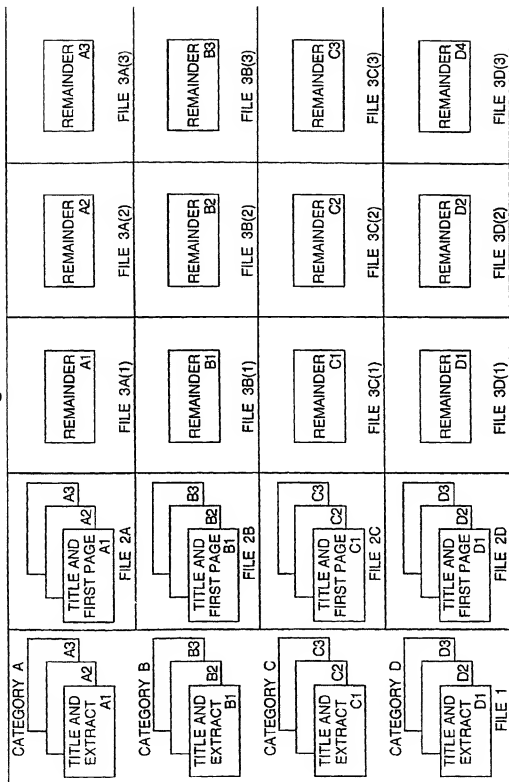 CATEGORY A
TITLE AND
EXTRACT
A1
A2
A3
TITLE AND
FIRST PAGE
A1
A2
A3
FILE 2A
REMAINDER
A1
FILE 3A(1)
REMAINDER
A2
FILE 3A(2)
REMAINDER
A3
FILE 3A(3)
CATEGORY B
TITLE AND
EXTRACT
B1
B2
B3
TITLE AND
FIRST PAGE
B1
B2
B3
FILE 2B
REMAINDER
B1
FILE 3B(1)
REMAINDER
B2
FILE 3B(2)
REMAINDER
B3
FILE 3B(3)
CATEGORY C
TITLE AND
EXTRACT
C1
C2
C3
TITLE AND
FIRST PAGE
C1
C2
C3
FILE 2C
REMAINDER
C1
FILE 3C(1)
REMAINDER
C2
FILE 3C(2)
REMAINDER
C3
FILE 3C(3)
CATEGORY D
TITLE AND
EXTRACT
D1
D2
D3
FILE 1
TITLE AND
FIRST PAGE
D1
D2
D3
FILE 2D
REMAINDER
D1
FILE 3D(1)
REMAINDER
D2
FILE 3D(2)
REMAINDER
D4
FILE 3D(3)